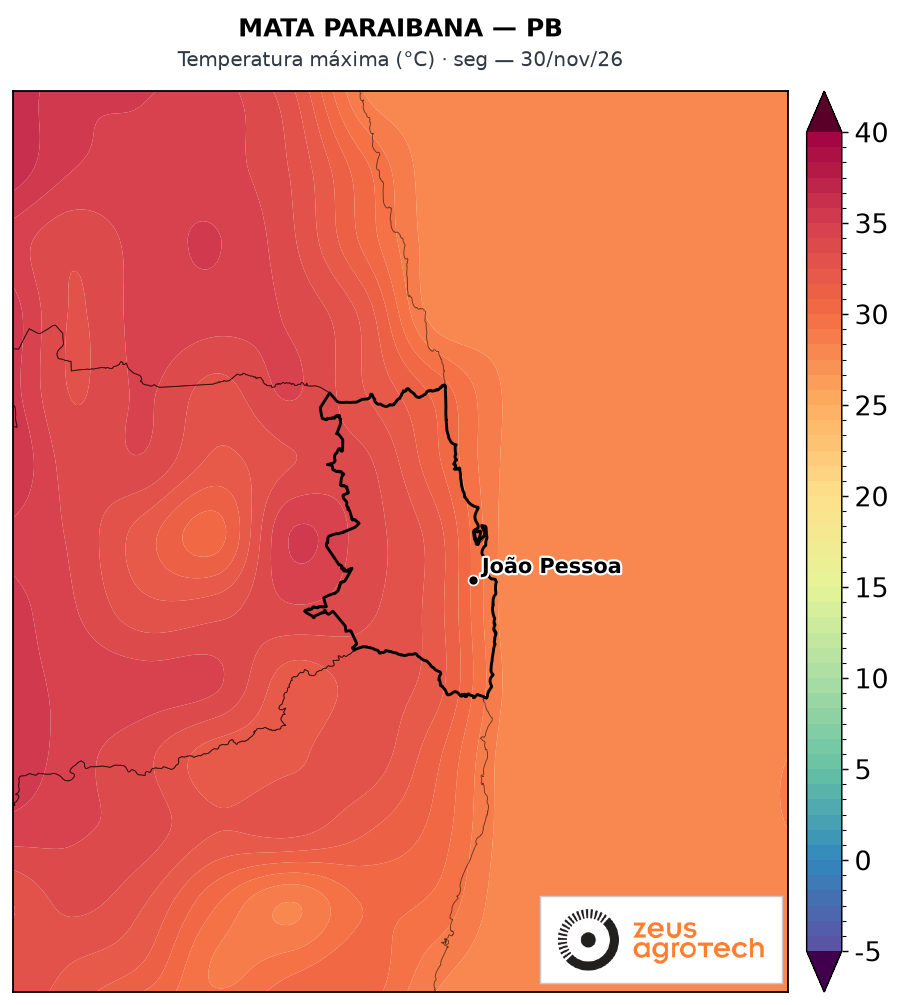 MATA PARAIBANA — PB
Temperatura máxima (°C) · seg — 30/nov/26
40
35
30
25
20
15
10
5
0
-5
João Pessoa
zeus
agrotech